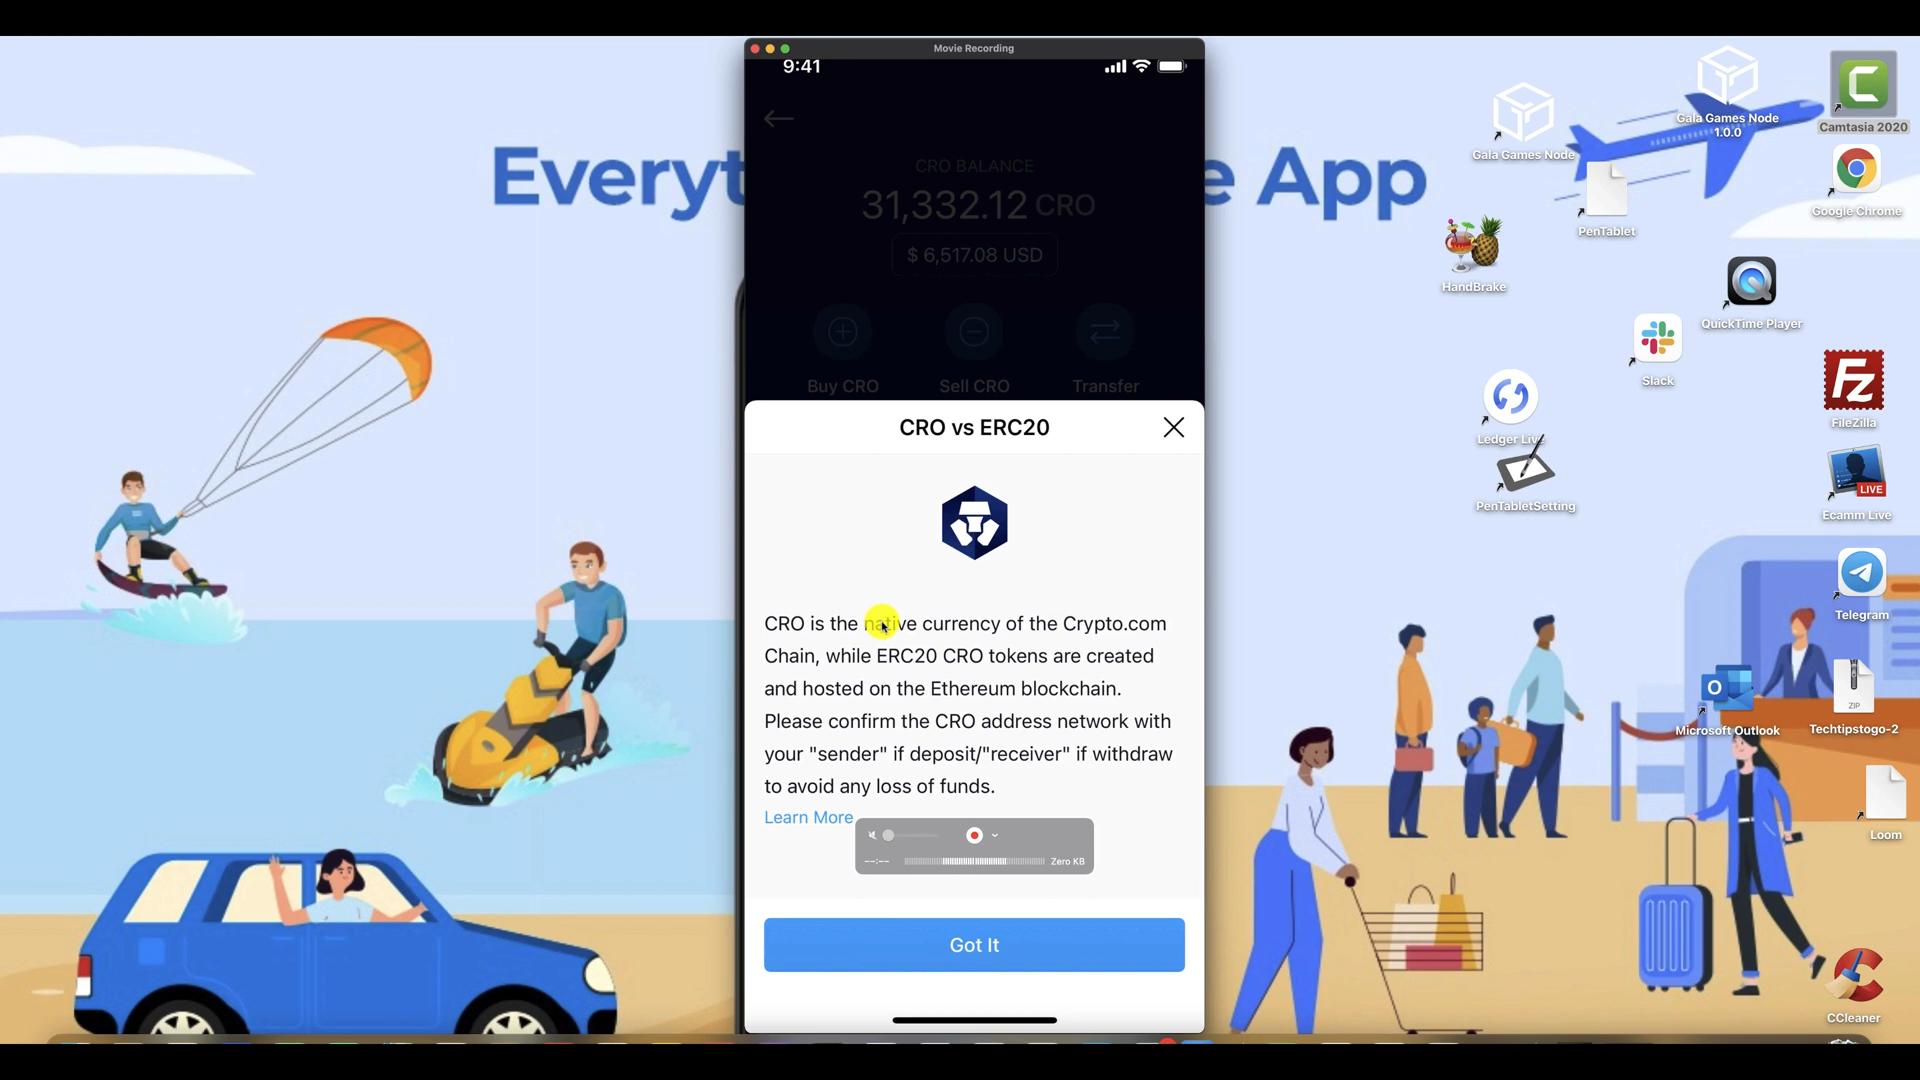 Movie Recording
9:41
Everyt
e App
CRO BALANCE
31,332.12 CRO
$ 6,517.08 USD
Buy CRO
Sell CRO
Transfer
CRO vs ERC20
CRO is the native currency of the Crypto.com
Chain, while ERC20 CRO tokens are created
and hosted on the Ethereum blockchain.
Please confirm the CRO address network with
your "sender" if deposit/"receiver" if withdraw
to avoid any loss of funds.
Learn More
--:--
Zero KB
Got It
Gala Games Node
Gala Games Node
1.0.0
Camtasia 2020
Google Chrome
PenTablet
HandBrake
QuickTime Player
Slack
FileZilla
Fz
Ledger Live
PenTabletSetting
LIVE
Ecamm Live
Telegram
Microsoft Outlook
ZIP
Techtipstogo-2
Loom
CCleaner